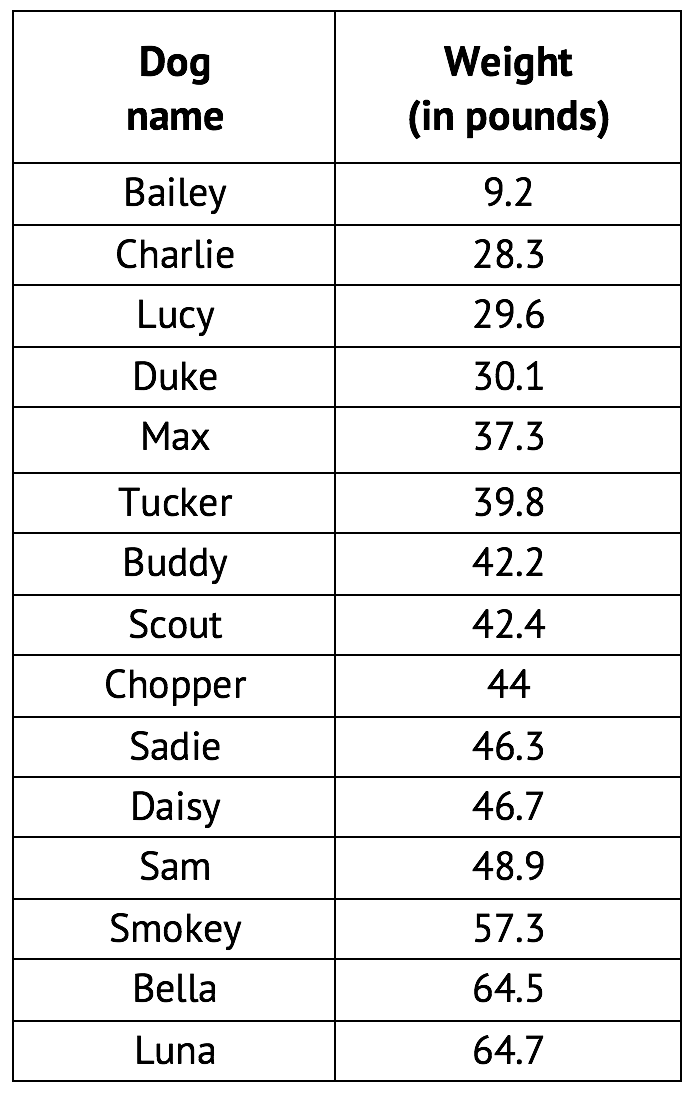 Dog name Weight (in pounds)
Bailey 9.2
Charlie 28.3
Lucy 29.6
Duke 30.1
Max 37.3
Tucker 39.8
Buddy 42.2
Scout 42.4
Chopper 44
Sadie 46.3
Daisy 46.7
Sam 48.9
Smokey 57.3
Bella 64.5
Luna 64.7